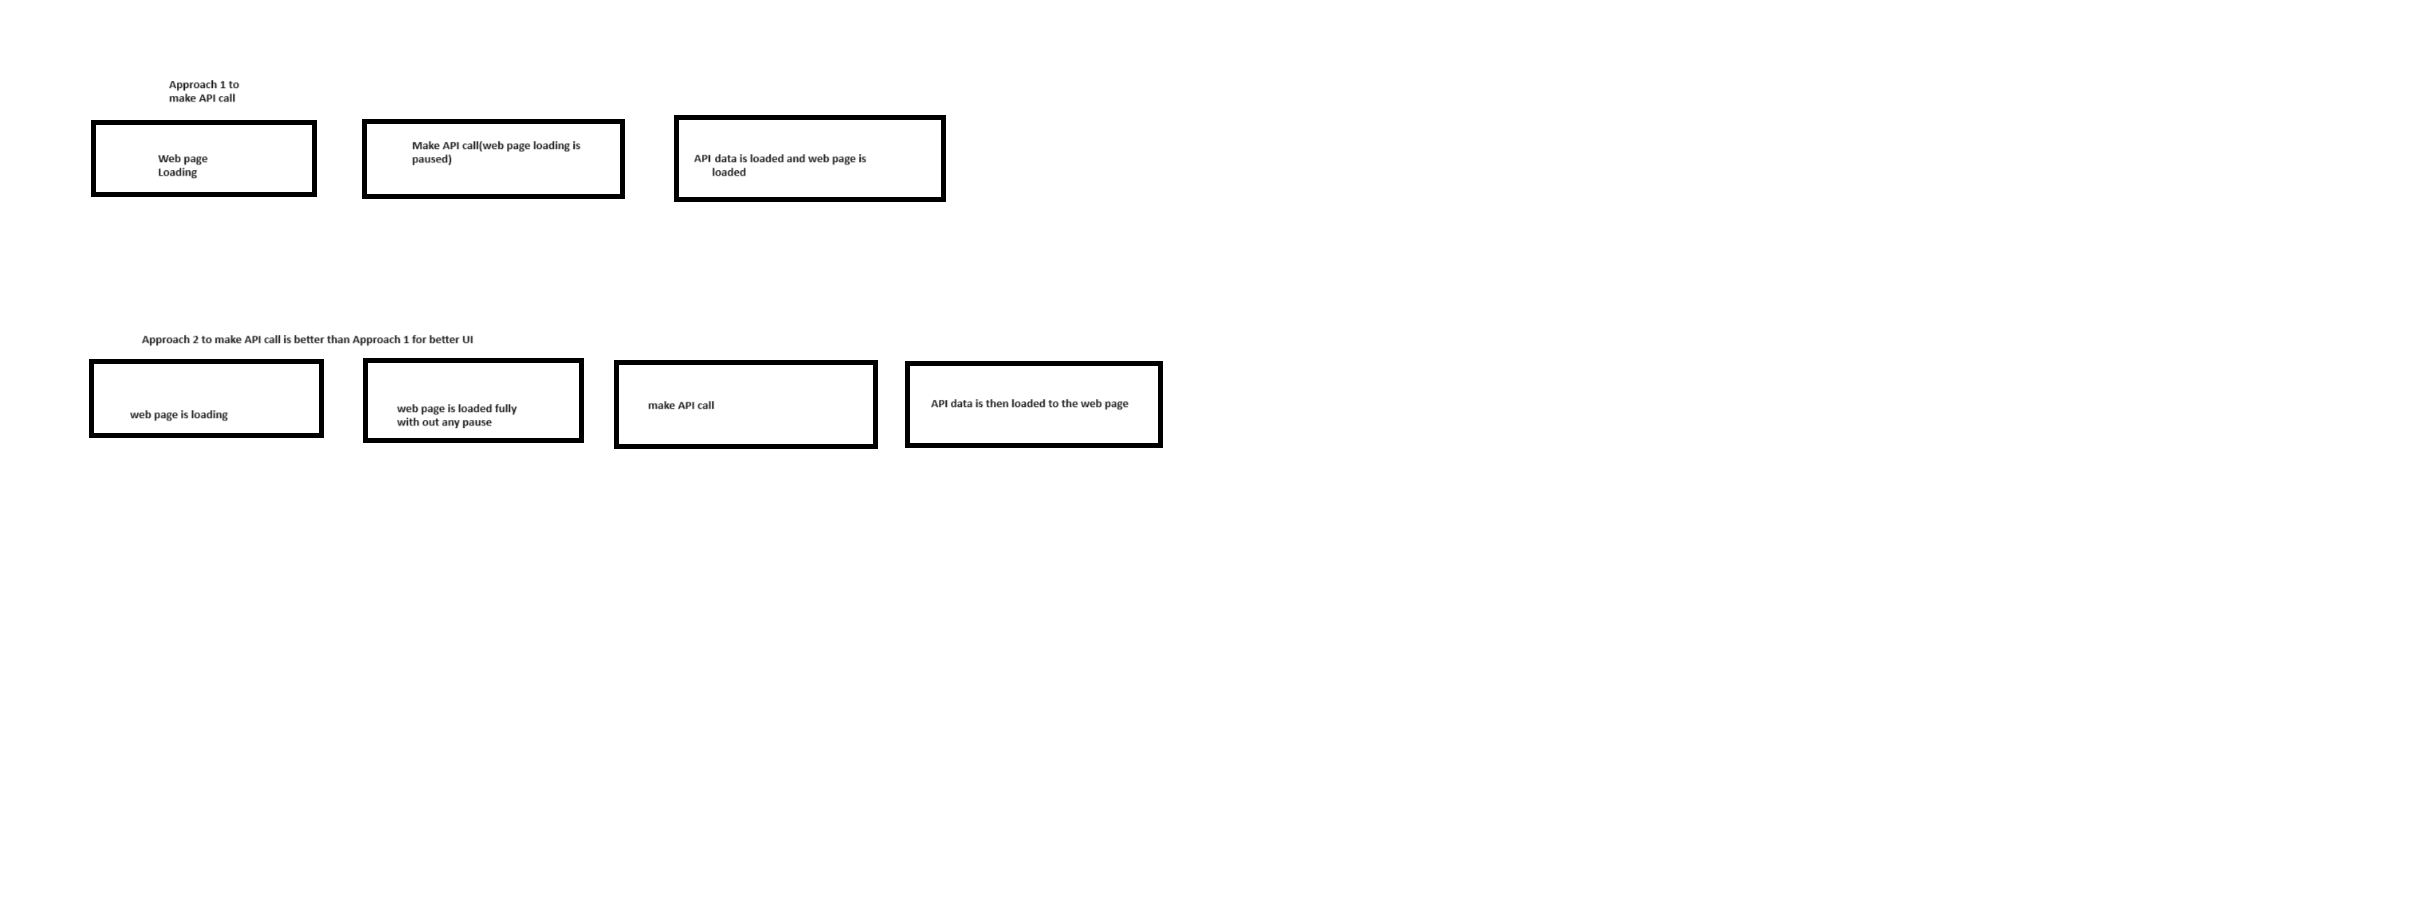 Approach 1 to
make API call
Web page
Loading
Make API call(web page loading is
paused)
API data is loaded and web page is
loaded
Approach 2 to make API call is better than Approach 1 for better UI
web page is loading
web page is loaded fully
with out any pause
make API call
API data is then loaded to the web page